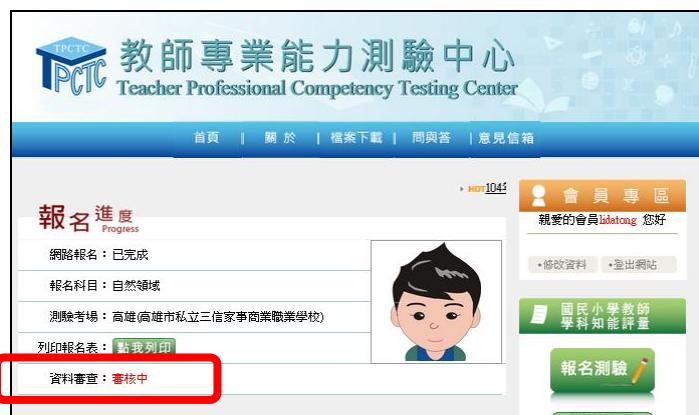 TPCTC
PCTC
教師專業能力測驗中心
Teacher Professional Competency Testing Center
首頁 | 關於 | 檔案下載 | 問與答 | 意見信箱
HOT 104
報名進度
Progress
網路報名：已完成
報名科目：自然領域
測驗考場：高雄(高雄市私立三信家事商業職業學校)
列印報名表：點我列印
資料審查：審核中
會員專區
親愛的會員lidatong 您好
•修改資料 •登出網站
國民小學教師
學科知能評量
報名測驗